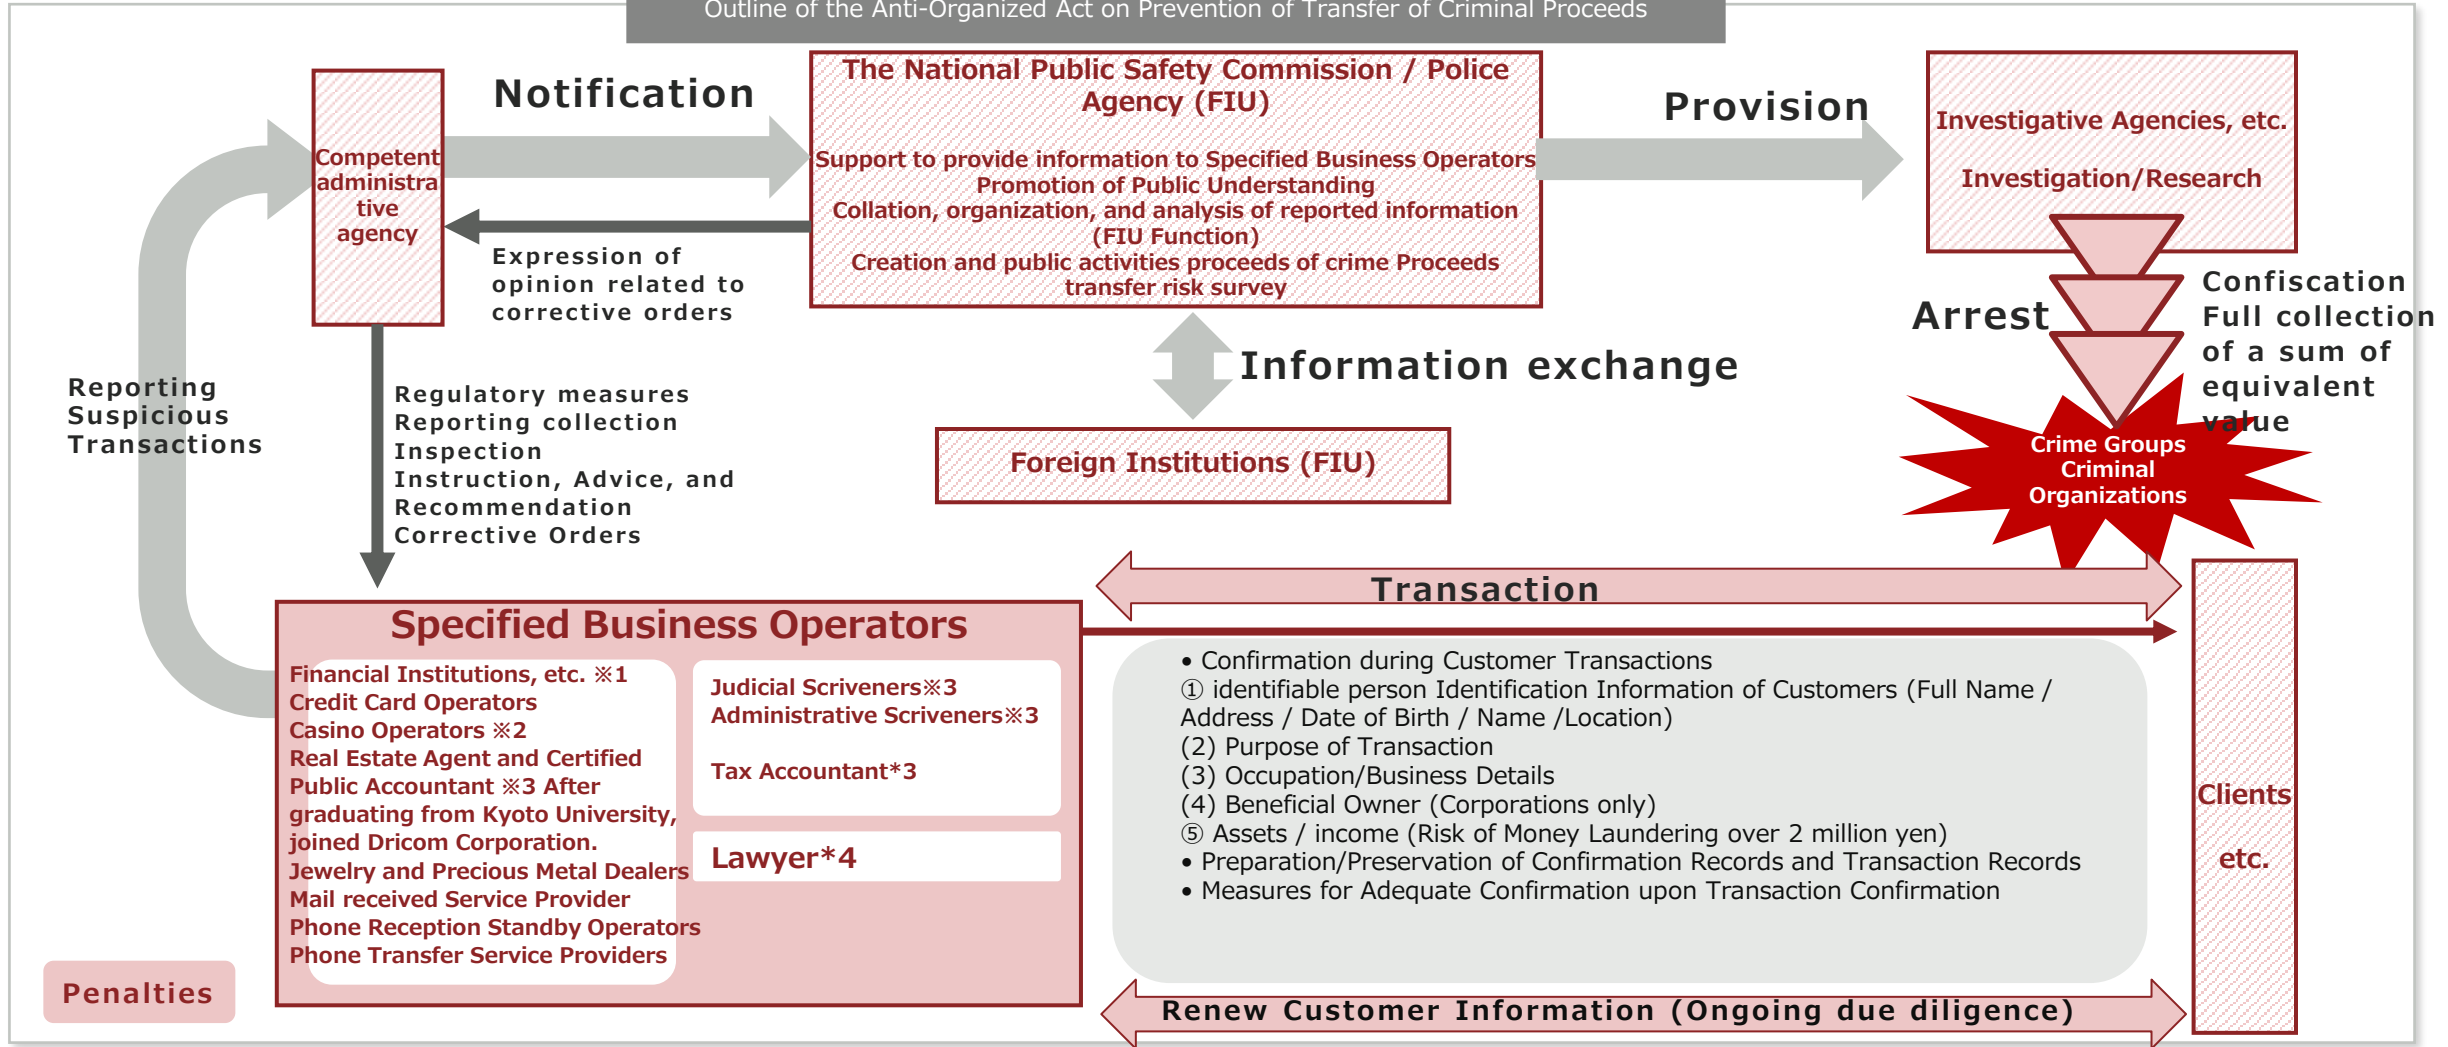 Outline of the Anti-Organized Act on Prevention of Transfer of Criminal Proceeds
Competent
administra
tive
agency
Notification
The National Public Safety Commission / Police
Agency (FIU)
Support to provide information to Specified Business Operators
Promotion of Public Understanding
Collation, organization, and analysis of reported information
(FIU Function)
Creation and public activities proceeds of crime Proceeds
transfer risk survey
Provision
Investigative Agencies, etc.
Investigation/Research
Expression of
opinion related to
corrective orders
Arrest
Confiscation
Full collection
of a sum of
equivalent
value
Information exchange
Foreign Institutions (FIU)
Crime Groups
Criminal
Organizations
Reporting
Suspicious
Transactions
Regulatory measures
Reporting collection
Inspection
Instruction, Advice, and
Recommendation
Corrective Orders
Specified Business Operators
Financial Institutions, etc. ※1
Credit Card Operators
Casino Operators ※2
Real Estate Agent and Certified
Public Accountant ※3 After
graduating from Kyoto University,
joined Dricom Corporation.
Jewelry and Precious Metal Dealers
Mail received Service Provider
Phone Reception Standby Operators
Phone Transfer Service Providers
Judicial Scriveners※3
Administrative Scriveners※3
Tax Accountant*3
Lawyer*4
Transaction
• Confirmation during Customer Transactions
① identifiable person Identification Information of Customers (Full Name /
Address / Date of Birth / Name /Location)
(2) Purpose of Transaction
(3) Occupation/Business Details
(4) Beneficial Owner (Corporations only)
⑤ Assets / income (Risk of Money Laundering over 2 million yen)
• Preparation/Preservation of Confirmation Records and Transaction Records
• Measures for Adequate Confirmation upon Transaction Confirmation
Clients
etc.
Renew Customer Information (Ongoing due diligence)
Penalties